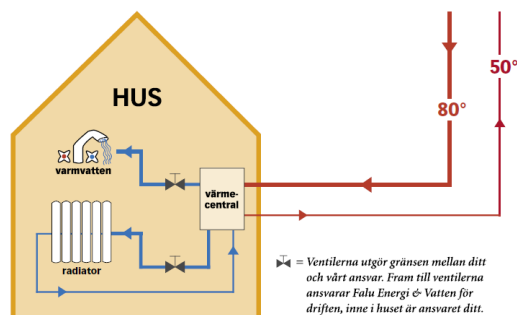 50°
80°
HUS
varmvatten
värme-
central
radiator
= Ventilerna utgör gränsen mellan ditt
och vårt ansvar. Fram till ventilerna
ansvarar Falu Energi & Vatten för
driften, inne i huset är ansvaret ditt.